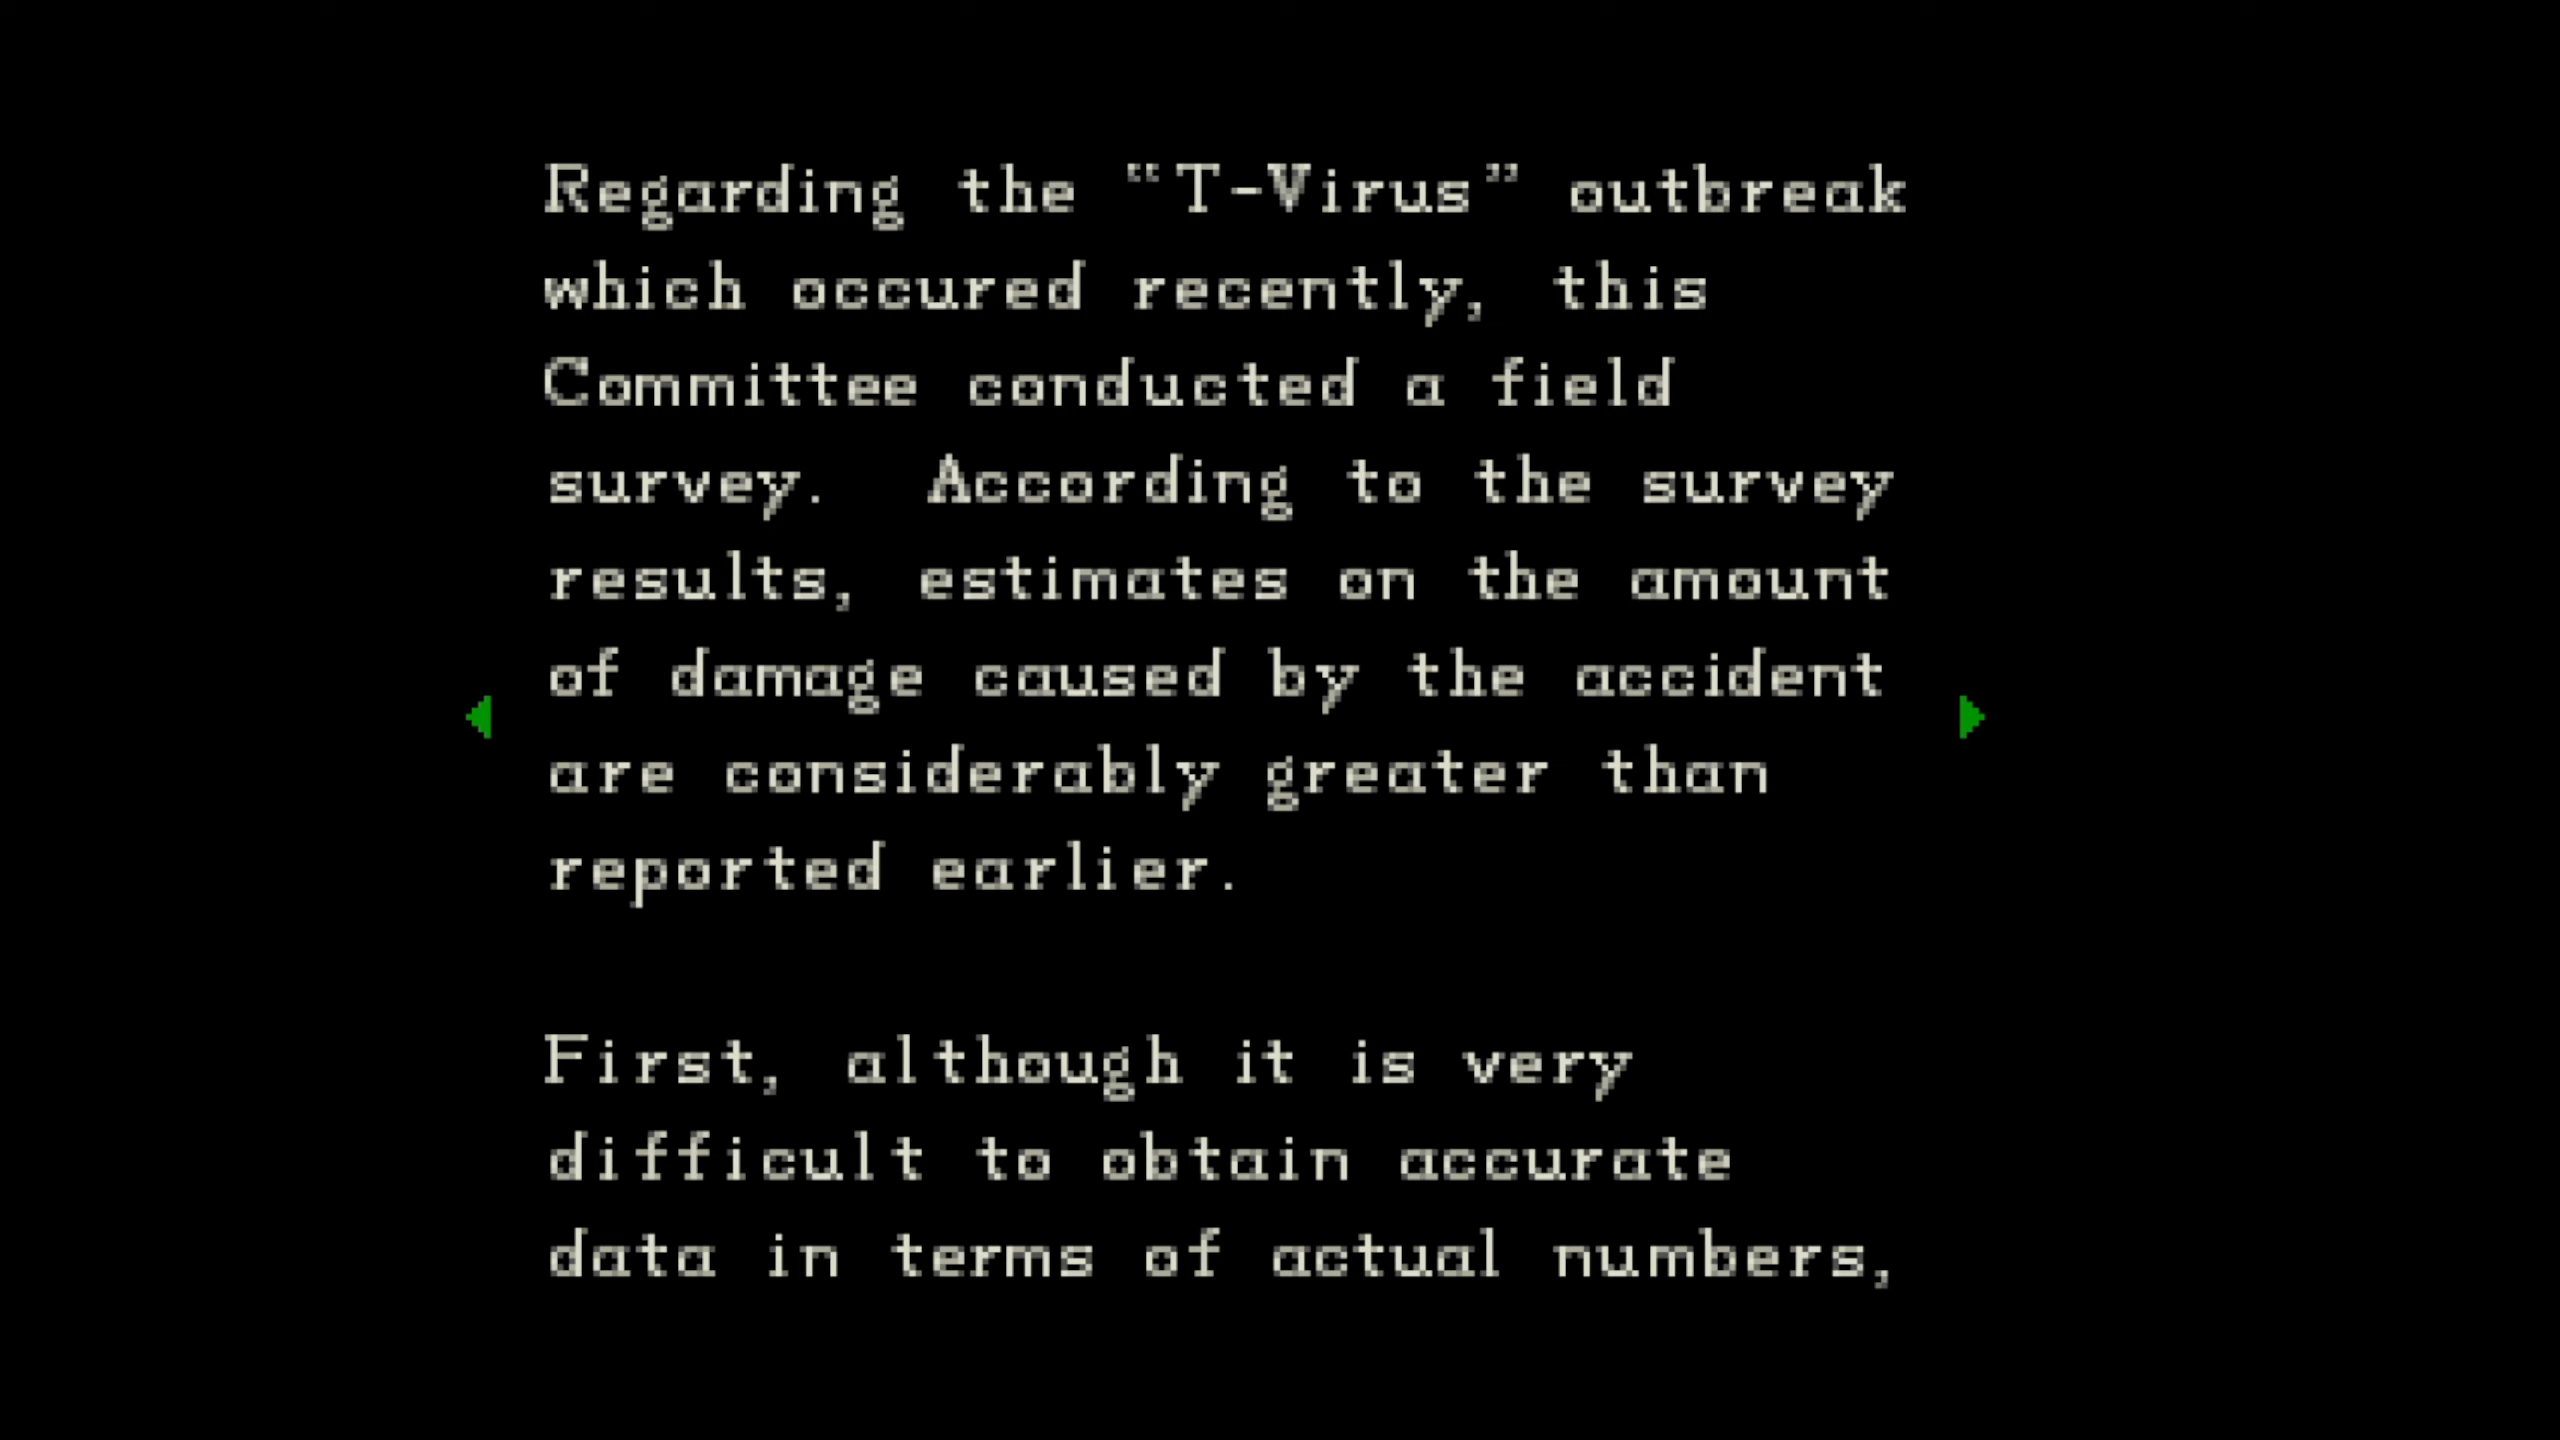 Regarding the “T-Virus” outbreak
which occured recently, this
Committee conducted a field
survey.  According to the survey
results, estimates on the amount
of damage caused by the accident
are considerably greater than
reported earlier.
First, although it is very
difficult to obtain accurate
data in terms of actual numbers,